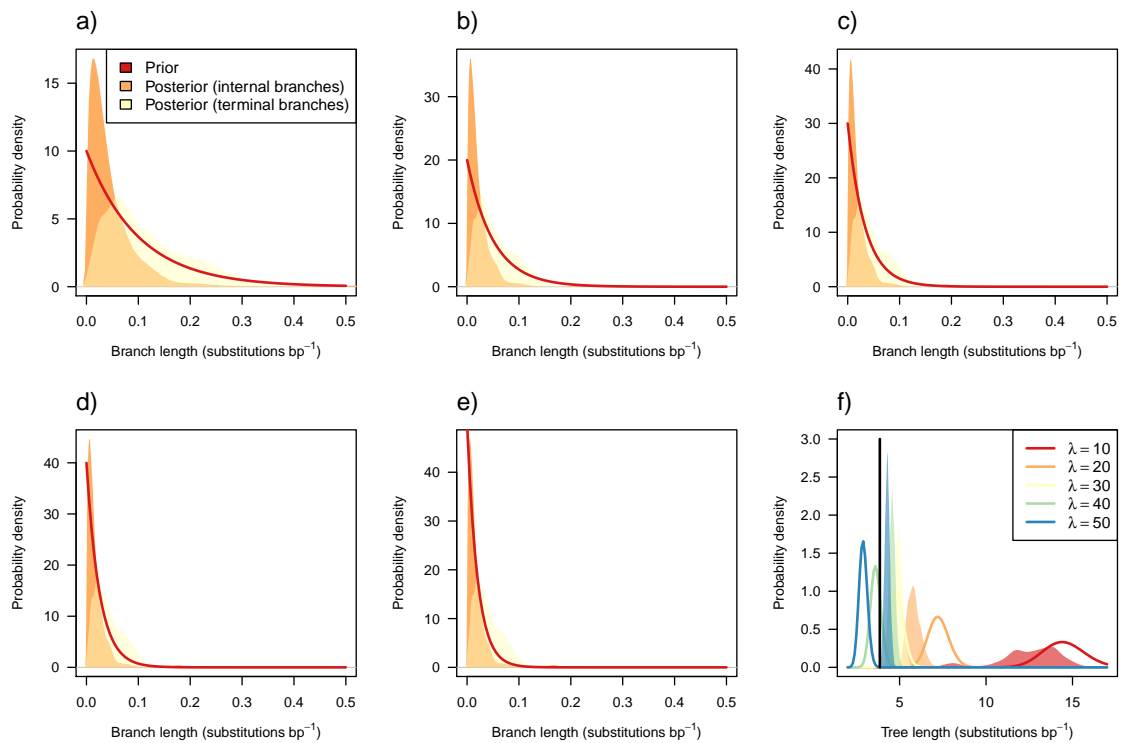 a)
Probability density
15
10
5
0
Prior
Posterior (internal branches)
Posterior (terminal branches)
0.0 0.1 0.2 0.3 0.4 0.5
Branch length (substitutions bp⁻¹)
b)
Probability density
30
20
10
0
0.0 0.1 0.2 0.3 0.4 0.5
Branch length (substitutions bp⁻¹)
c)
Probability density
40
30
20
10
0
0.0 0.1 0.2 0.3 0.4 0.5
Branch length (substitutions bp⁻¹)
d)
Probability density
40
30
20
10
0
0.0 0.1 0.2 0.3 0.4 0.5
Branch length (substitutions bp⁻¹)
e)
Probability density
40
30
20
10
0
0.0 0.1 0.2 0.3 0.4 0.5
Branch length (substitutions bp⁻¹)
f)
Probability density
3.0
2.5
2.0
1.5
1.0
0.5
0.0
λ = 10
λ = 20
λ = 30
λ = 40
λ = 50
5 10 15
Tree length (substitutions bp⁻¹)